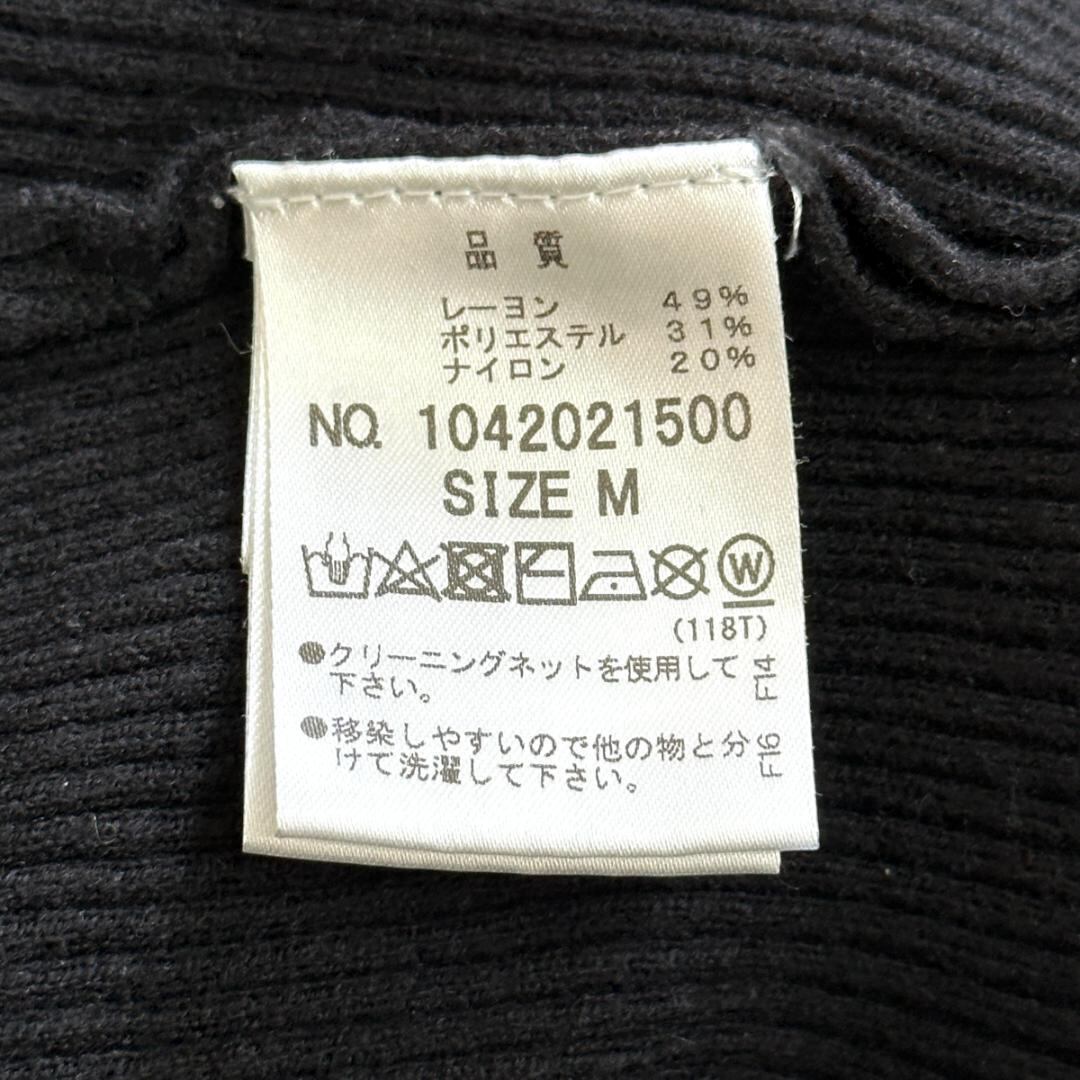 品質
レーヨン 49%
ポリエステル 31%
ナイロン 20%
NO. 1042021500
SIZE M
W
(118T)
●クリーニングネットを使用して
下さい。
F14
●移染しやすいので他の物と分
けて洗濯して下さい。
F16